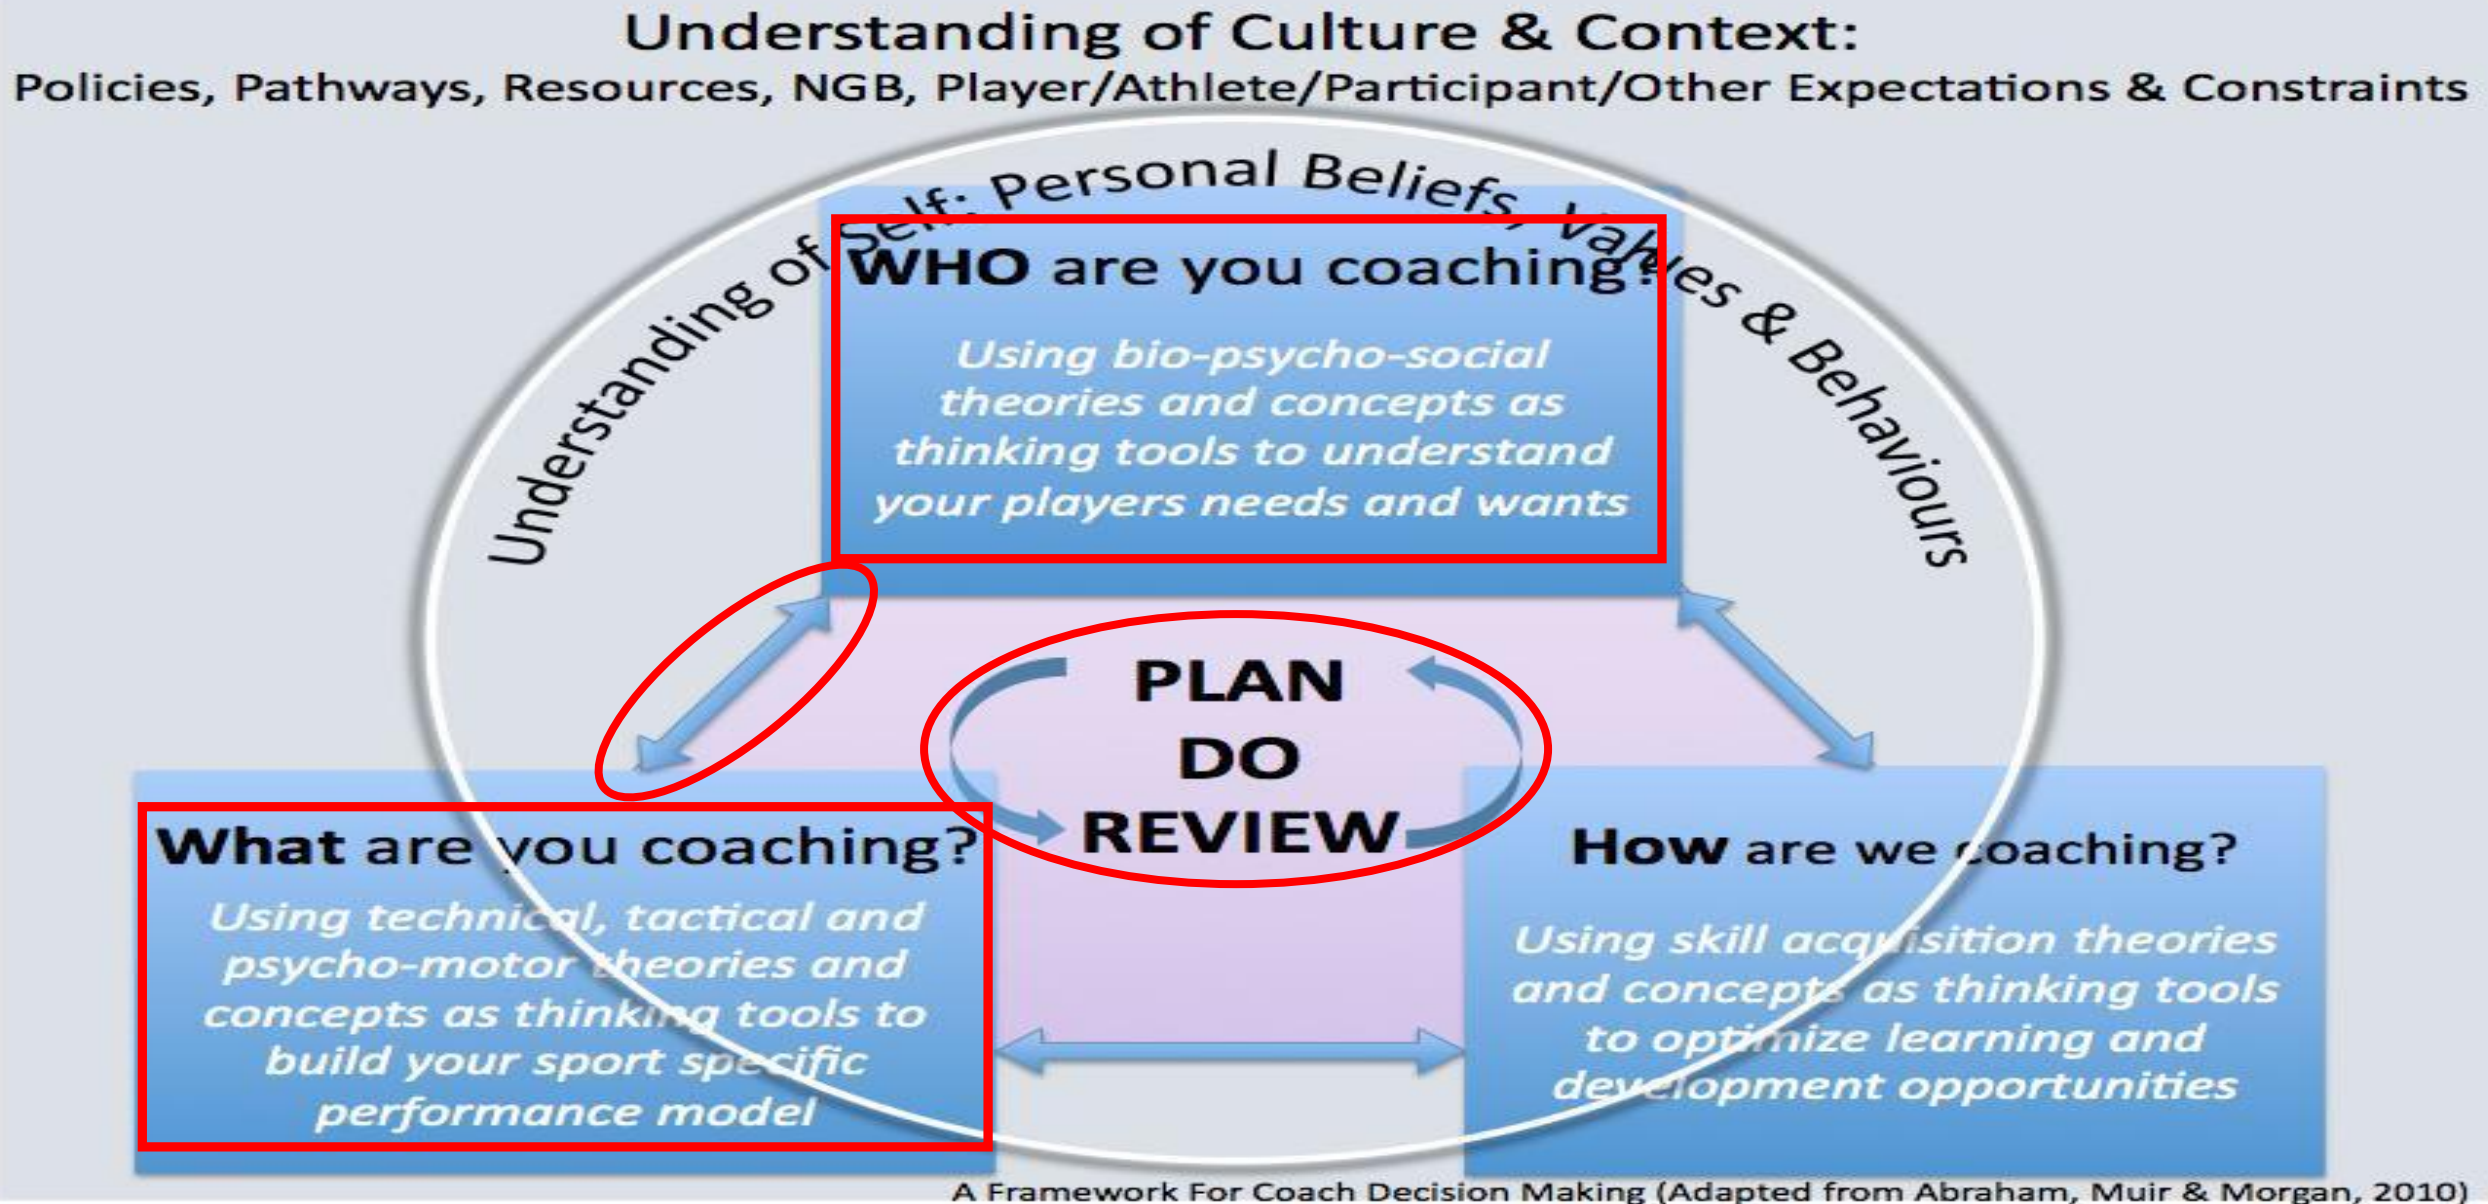 Understanding of Culture & Context:
Policies, Pathways, Resources, NGB, Player/Athlete/Participant/Other Expectations & Constraints
Understanding of Self: Personal Beliefs, Values & Behaviours
WHO are you coaching?
Using bio-psycho-social
theories and concepts as
thinking tools to understand
your players needs and wants
PLAN
DO
REVIEW
What are you coaching?
Using technical, tactical and
psycho-motor theories and
concepts as thinking tools to
build your sport specific
performance model
How are we coaching?
Using skill acquisition theories
and concepts as thinking tools
to optimize learning and
development opportunities
A Framework For Coach Decision Making (Adapted from Abraham, Muir & Morgan, 2010)